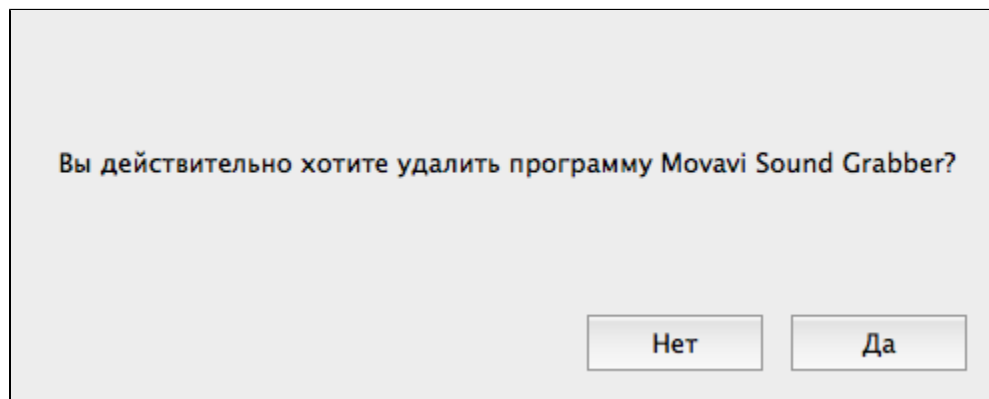 Вы действительно хотите удалить программу Movavi Sound Grabber?
Нет Да